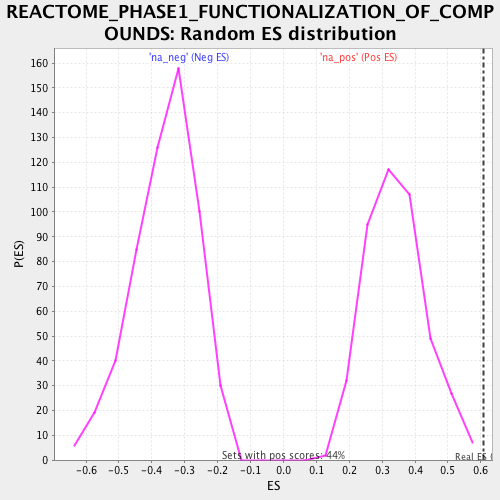 REACTOME_PHASE1_FUNCTIONALIZATION_OF_COMP
OUNDS: Random ES distribution
'na_neg' (Neg ES) 'na_pos' (Pos ES)
160
150
140
130
120
110
100
90
80
70
60
50
40
30
20
10
0
P(ES)
Sets with pos scores: 44%
Real ES (
-0.6 -0.5 -0.4 -0.3 -0.2 -0.1 0.0 0.1 0.2 0.3 0.4 0.5 0.6
ES